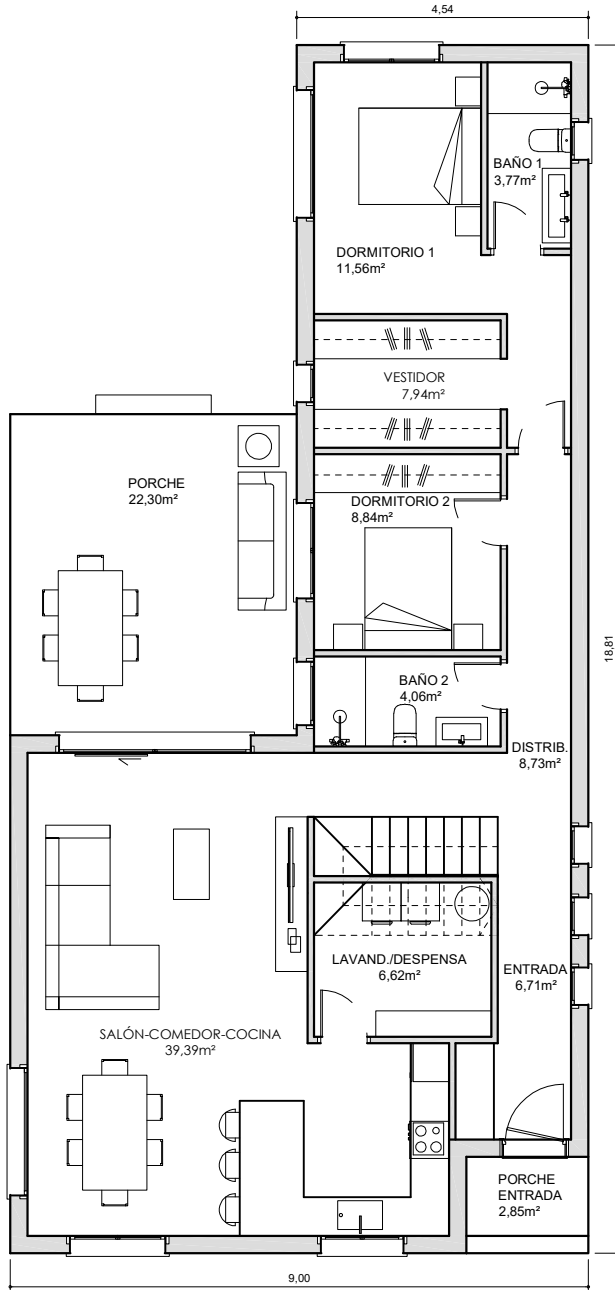 4,54
BAÑO 1
3,77m²
DORMITORIO 1
11,56m²
VESTIDOR
7,94m²
PORCHE
22,30m²
DORMITORIO 2
8,84m²
18,81
BAÑO 2
4,06m²
DISTRIB.
8,73m²
LAVAND./DESPENSA
6,62m²
ENTRADA
6,71m²
SALÓN-COMEDOR-COCINA
39,39m²
PORCHE
ENTRADA
2,85m²
9,00